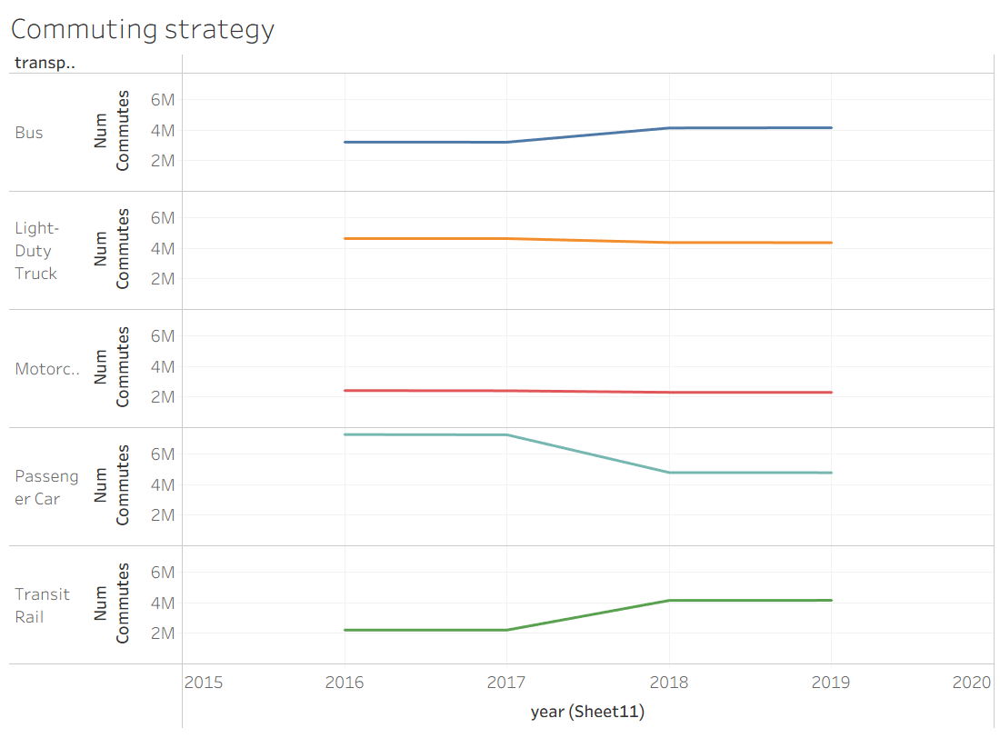 Commuting strategy
transp..
Bus
Num
Commutes
6M
4M
2M
Light-
Duty
Truck
Num
Commutes
6M
4M
2M
Motorc..
Num
Commutes
6M
4M
2M
Passeng
er Car
Num
Commutes
6M
4M
2M
Transit
Rail
Num
Commutes
6M
4M
2M
2015 2016 2017 2018 2019 2020
year (Sheet11)